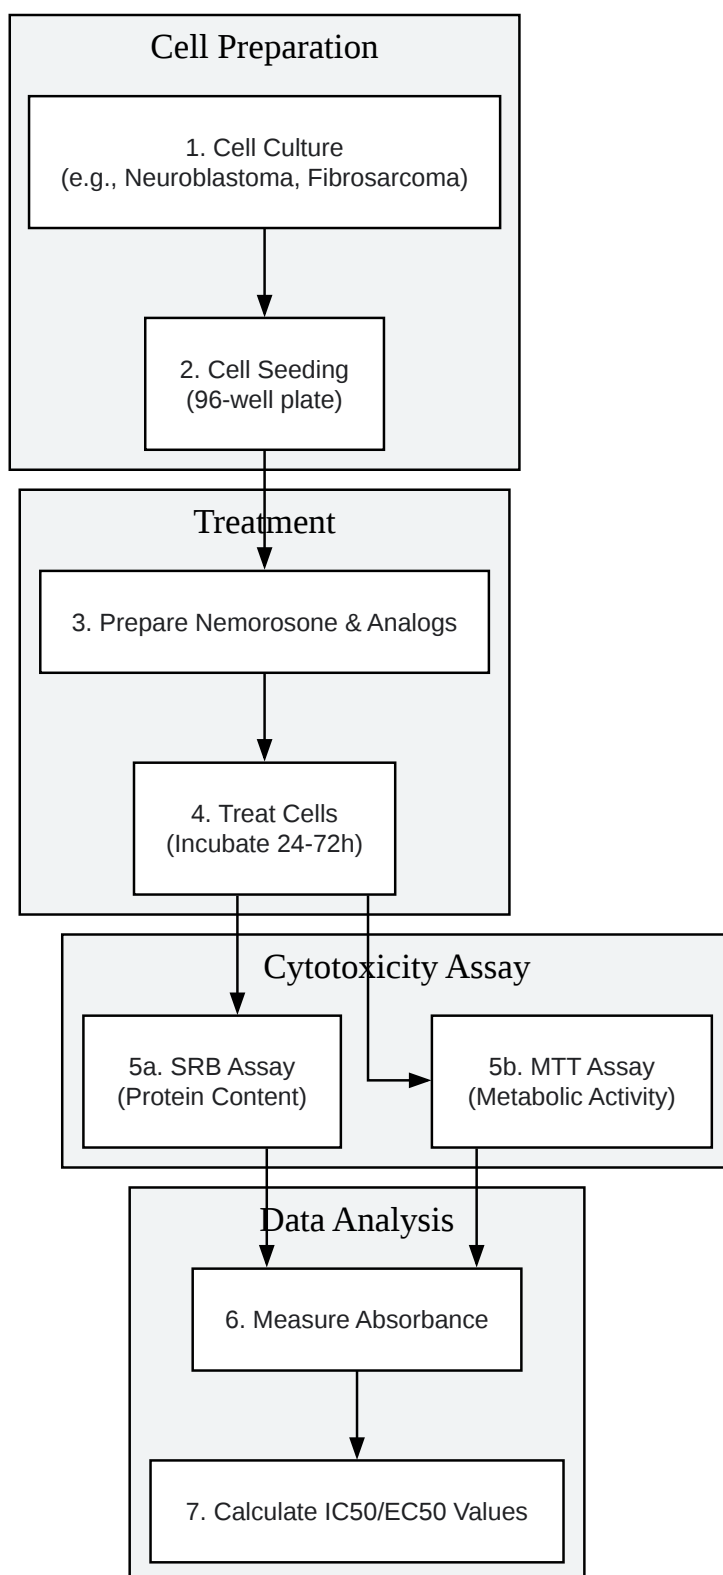 Cell Preparation
1. Cell Culture
(e.g., Neuroblastoma, Fibrosarcoma)
2. Cell Seeding
(96-well plate)
Treatment
3. Prepare Nemorosone & Analogs
4. Treat Cells
(Incubate 24-72h)
Cytotoxicity Assay
5a. SRB Assay
(Protein Content)
5b. MTT Assay
(Metabolic Activity)
Data Analysis
6. Measure Absorbance
7. Calculate IC50/EC50 Values